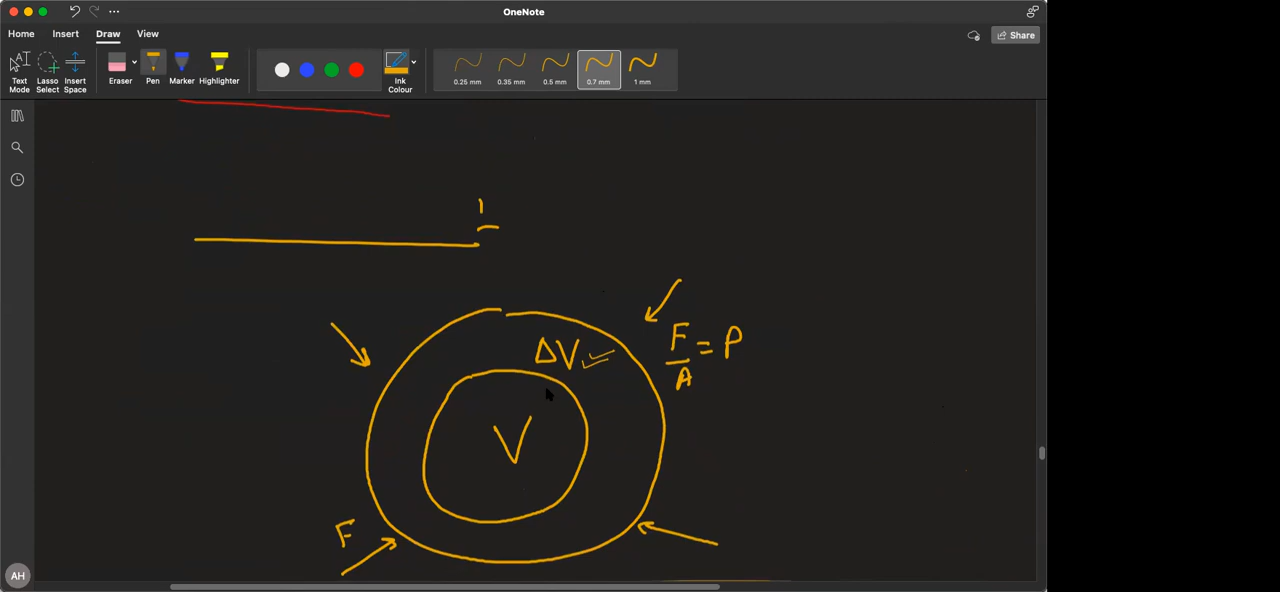 OneNote
Home Insert Draw View
Share
Text Mode
Lasso Select
Insert Space
Eraser
Pen
Marker
Highlighter
Ink Colour
0.25 mm
0.35 mm
0.5 mm
0.7 mm
1 mm
ΔV
F/A = P
V
F
AH